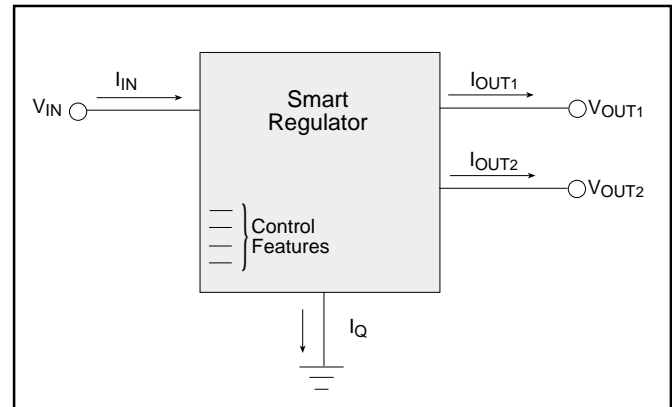 IIN
VIN
Smart
Regulator
IOUT1
VOUT1
IOUT2
VOUT2
Control
Features
IQ